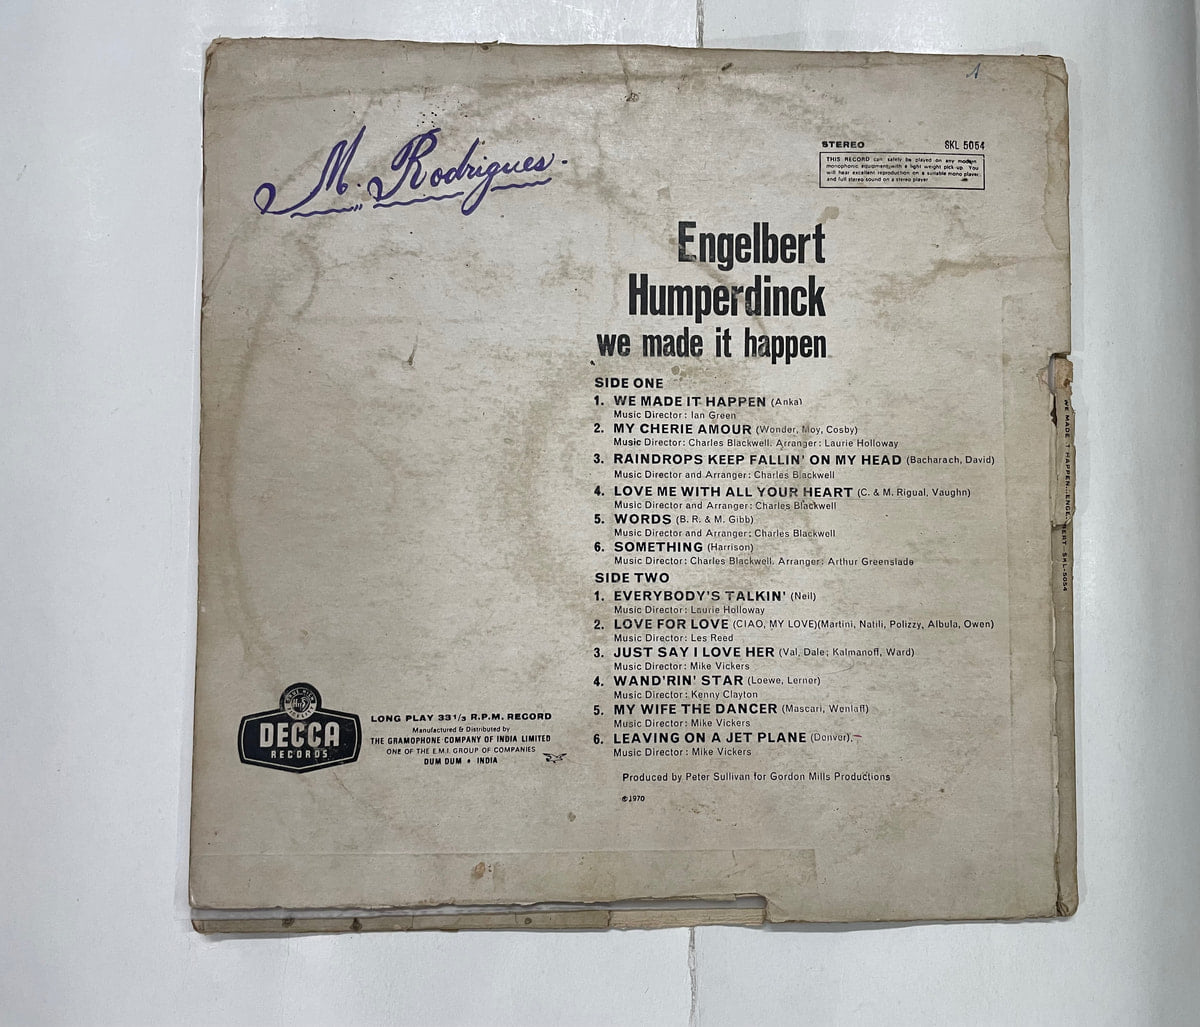 M. Rodrigues.
STEREO SKL 5054
THIS RECORD can safely be played on any modern
monophonic equipment with a light weight pick-up. You
will hear excellent reproduction on a suitable mono player
and full stereo sound on a stereo player
Engelbert
Humperdinck
we made it happen
SIDE ONE
1. WE MADE IT HAPPEN (Anka)
Music Director: Ian Green
2. MY CHERIE AMOUR (Wonder, Moy, Cosby)
Music Director: Charles Blackwell. Arranger: Laurie Holloway
3. RAINDROPS KEEP FALLIN' ON MY HEAD (Bacharach, David)
Music Director and Arranger: Charles Blackwell
4. LOVE ME WITH ALL YOUR HEART (C. & M. Rigual, Vaughn)
Music Director and Arranger: Charles Blackwell
5. WORDS (B. R. & M. Gibb)
Music Director and Arranger: Charles Blackwell
6. SOMETHING (Harrison)
Music Director: Charles Blackwell. Arranger: Arthur Greenslade
SIDE TWO
1. EVERYBODY'S TALKIN' (Neil)
Music Director: Laurie Holloway
2. LOVE FOR LOVE (CIAO, MY LOVE)(Martini, Natili, Polizzy, Albula, Owen)
Music Director: Les Reed
3. JUST SAY I LOVE HER (Val, Dale; Kalmanoff, Ward)
Music Director: Mike Vickers
4. WAND'RIN' STAR (Loewe, Lerner)
Music Director: Kenny Clayton
5. MY WIFE THE DANCER (Mascari, Wenlaff)
Music Director: Mike Vickers
6. LEAVING ON A JET PLANE (Denver).
Music Director: Mike Vickers
Produced by Peter Sullivan for Gordon Mills Productions
℗1970
DECCA
RECORDS
LONG PLAY 33 1/3 R.P.M. RECORD
Manufactured & Distributed by
THE GRAMOPHONE COMPANY OF INDIA LIMITED
ONE OF THE E.M.I. GROUP OF COMPANIES
DUM DUM • INDIA
WE MADE T HAPPEN...ENGE BERT SKL-5054